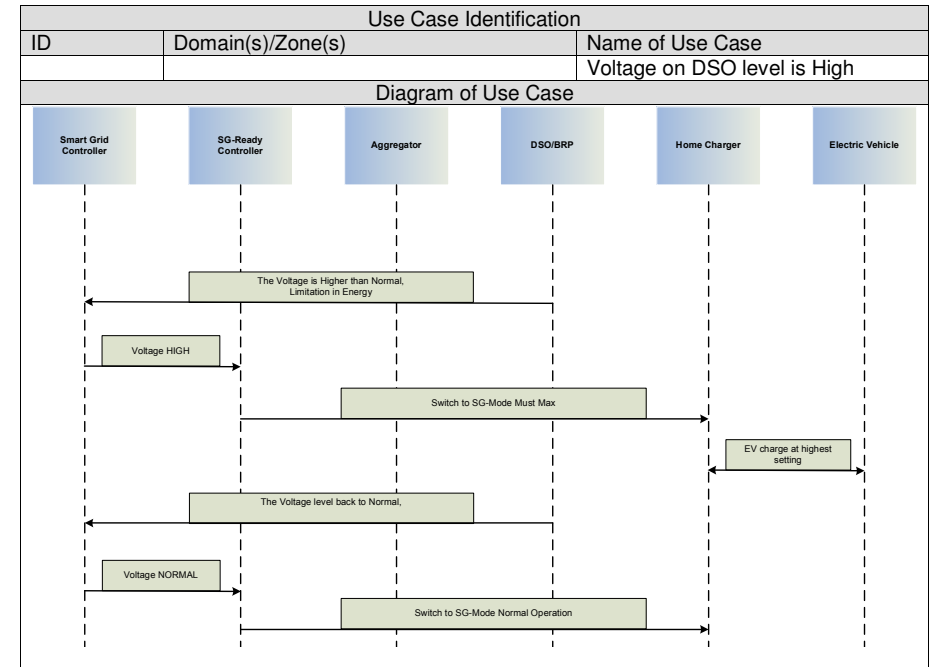 Use Case Identification
ID Domain(s)/Zone(s) Name of Use Case
Voltage on DSO level is High
Diagram of Use Case
Smart Grid
Controller
SG-Ready
Controller
Aggregator
DSO/BRP
Home Charger
Electric Vehicle
The Voltage is Higher than Normal,
Limitation in Energy
Voltage HIGH
Switch to SG-Mode Must Max
EV charge at highest
setting
The Voltage level back to Normal,
Voltage NORMAL
Switch to SG-Mode Normal Operation